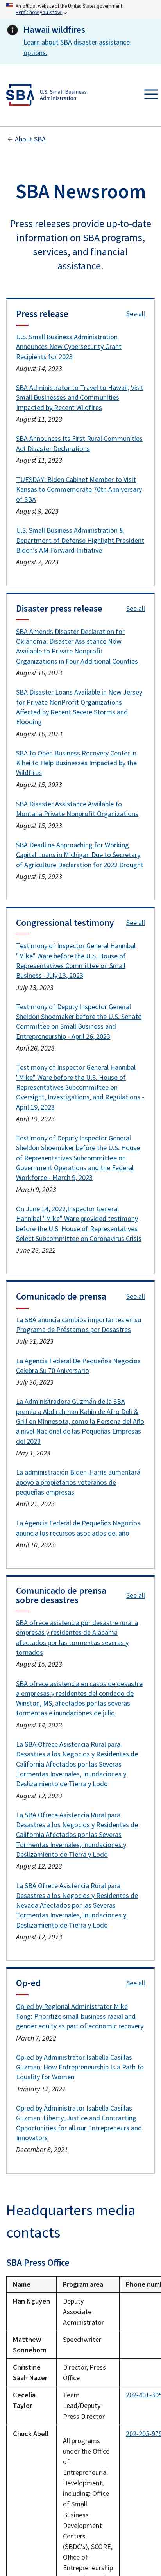 An official website of the United States government
Here's how you know
Hawaii wildfires
Learn about SBA disaster assistance
options.
SBA
U.S. Small Business
Administration
About SBA
SBA Newsroom
Press releases provide up-to-date
information on SBA programs,
services, and financial
assistance.
Press release
See all
U.S. Small Business Administration
Announces New Cybersecurity Grant
Recipients for 2023
August 14, 2023
SBA Administrator to Travel to Hawaii, Visit
Small Businesses and Communities
Impacted by Recent Wildfires
August 11, 2023
SBA Announces Its First Rural Communities
Act Disaster Declarations
August 11, 2023
TUESDAY: Biden Cabinet Member to Visit
Kansas to Commemorate 70th Anniversary
of SBA
August 9, 2023
U.S. Small Business Administration &
Department of Defense Highlight President
Biden's AM Forward Initiative
August 2, 2023
Disaster press release
See all
SBA Amends Disaster Declaration for
Oklahoma: Disaster Assistance Now
Available to Private Nonprofit
Organizations in Four Additional Counties
August 16, 2023
SBA Disaster Loans Available in New Jersey
for Private NonProfit Organizations
Affected by Recent Severe Storms and
Flooding
August 16, 2023
SBA to Open Business Recovery Center in
Kihei to Help Businesses Impacted by the
Wildfires
August 15, 2023
SBA Disaster Assistance Available to
Montana Private Nonprofit Organizations
August 15, 2023
SBA Deadline Approaching for Working
Capital Loans in Michigan Due to Secretary
of Agriculture Declaration for 2022 Drought
August 15, 2023
Congressional testimony
See all
Testimony of Inspector General Hannibal
"Mike" Ware before the U.S. House of
Representatives Committee on Small
Business -July 13, 2023
July 13, 2023
Testimony of Deputy Inspector General
Sheldon Shoemaker before the U.S. Senate
Committee on Small Business and
Entrepreneurship - April 26, 2023
April 26, 2023
Testimony of Inspector General Hannibal
"Mike" Ware before the U.S. House of
Representatives Subcommittee on
Oversight, Investigations, and Regulations -
April 19, 2023
April 19, 2023
Testimony of Deputy Inspector General
Sheldon Shoemaker before the U.S. House
of Representatives Subcommittee on
Government Operations and the Federal
Workforce - March 9, 2023
March 9, 2023
On June 14, 2022,Inspector General
Hannibal "Mike" Ware provided testimony
before the U.S. House of Representatives
Select Subcommittee on Coronavirus Crisis
June 23, 2022
Comunicado de prensa
See all
La SBA anuncia cambios importantes en su
Programa de Préstamos por Desastres
July 31, 2023
La Agencia Federal De Pequeños Negocios
Celebra Su 70 Aniversario
July 30, 2023
La Administradora Guzmán de la SBA
premia a Abdirahman Kahin de Afro Deli &
Grill en Minnesota, como la Persona del Año
a nivel Nacional de las Pequeñas Empresas
del 2023
May 1, 2023
La administración Biden-Harris aumentará
apoyo a propietarios veteranos de
pequeñas empresas
April 21, 2023
La Agencia Federal de Pequeños Negocios
anuncia los recursos asociados del año
April 10, 2023
Comunicado de prensa
sobre desastres
See all
SBA ofrece asistencia por desastre rural a
empresas y residentes de Alabama
afectados por las tormentas severas y
tornados
August 15, 2023
SBA ofrece asistencia en casos de desastre
a empresas y residentes del condado de
Winston, MS, afectados por las severas
tormentas e inundaciones de julio
August 14, 2023
La SBA Ofrece Asistencia Rural para
Desastres a los Negocios y Residentes de
California Afectados por las Severas
Tormentas Invernales, Inundaciones y
Deslizamiento de Tierra y Lodo
August 12, 2023
La SBA Ofrece Asistencia Rural para
Desastres a los Negocios y Residentes de
California Afectados por las Severas
Tormentas Invernales, Inundaciones y
Deslizamiento de Tierra y Lodo
August 12, 2023
La SBA Ofrece Asistencia Rural para
Desastres a los Negocios y Residentes de
Nevada Afectados por las Severas
Tormentas Invernales, Inundaciones y
Deslizamiento de Tierra y Lodo
August 12, 2023
Op-ed
See all
Op-ed by Regional Administrator Mike
Fong: Prioritize small-business racial and
gender equity as part of economic recovery
March 7, 2022
Op-ed by Administrator Isabella Casillas
Guzman: How Entrepreneurship Is a Path to
Equality for Women
January 12, 2022
Op-ed by Administrator Isabella Casillas
Guzman: Liberty, Justice and Contracting
Opportunities for all our Entrepreneurs and
Innovators
December 8, 2021
Headquarters media
contacts
SBA Press Office
Name
Program area
Phone numb
Han Nguyen
Deputy
Associate
Administrator
Matthew
Sonneborn
Speechwriter
Christine
Saah Nazer
Director, Press
Office
Cecelia
Taylor
Team
Lead/Deputy
Press Director
202-401-305
Chuck Abell
All programs
under the Office
of
Entrepreneurial
Development,
including: Office
of Small
Business
Development
Centers
(SBDC's), SCORE,
Office of
Entrepreneurship
202-205-979